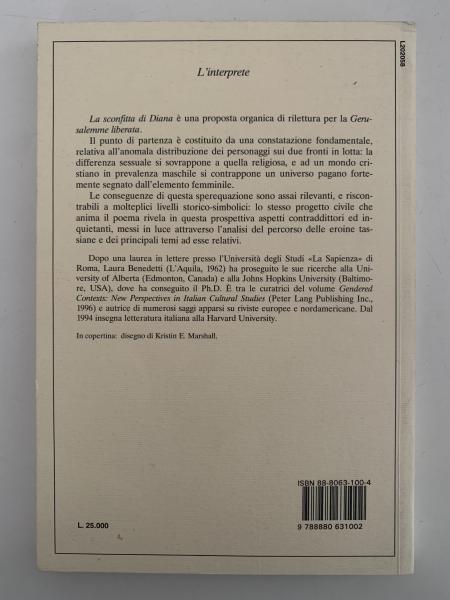 L202058
L'interprete
La sconfitta di Diana è una proposta organica di rilettura per la Geru-
salemme liberata.
Il punto di partenza è costituito da una constatazione fondamentale,
relativa all'anomala distribuzione dei personaggi sui due fronti in lotta: la
differenza sessuale si sovrappone a quella religiosa, e ad un mondo cri-
stiano in prevalenza maschile si contrappone un universo pagano forte-
mente segnato dall'elemento femminile.
Le conseguenze di questa sperequazione sono assai rilevanti, e riscon-
trabili a molteplici livelli storico-simbolici: lo stesso progetto civile che
anima il poema rivela in questa prospettiva aspetti contraddittori ed in-
quietanti, messi in luce attraverso l'analisi del percorso delle eroine tas-
siane e dei principali temi ad esse relativi.
Dopo una laurea in lettere presso l'Università degli Studi «La Sapienza» di
Roma, Laura Benedetti (L'Aquila, 1962) ha proseguito le sue ricerche alla Uni-
versity of Alberta (Edmonton, Canada) e alla Johns Hopkins University (Baltimo-
re, USA), dove ha conseguito il Ph.D. È tra le curatrici del volume Gendered
Contexts: New Perspectives in Italian Cultural Studies (Peter Lang Publishing Inc.,
1996) e autrice di numerosi saggi apparsi su riviste europee e nordamericane. Dal
1994 insegna letteratura italiana alla Harvard University.
In copertina: disegno di Kristin E. Marshall.
ISBN 88-8063-100-4
L. 25.000
9 788880 631002